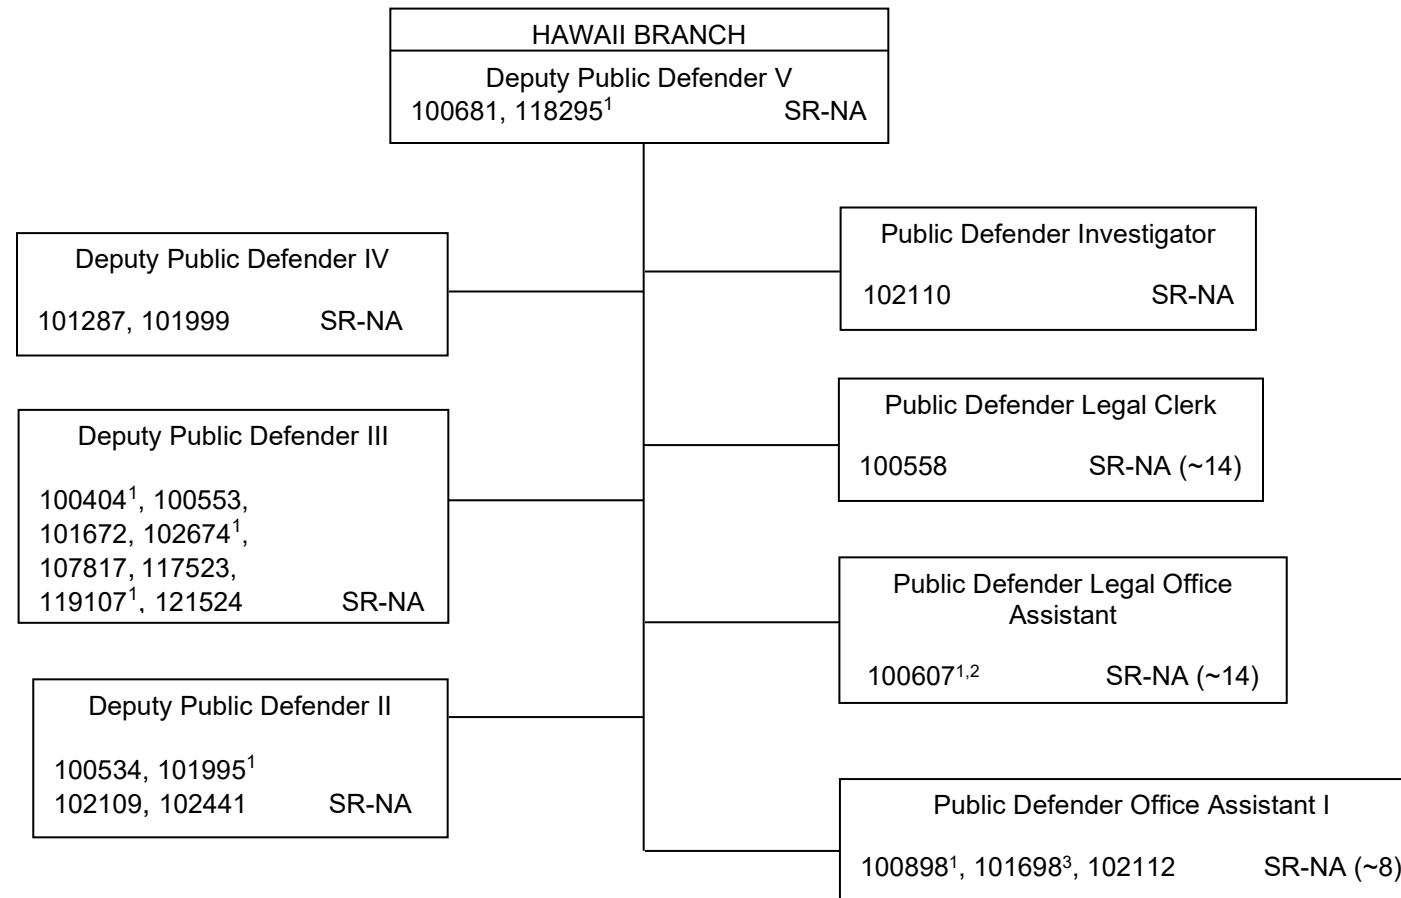 HAWAII BRANCH
Deputy Public Defender V
100681, 118295¹ SR-NA
Deputy Public Defender IV
101287, 101999 SR-NA
Deputy Public Defender III
100404¹, 100553,
101672, 102674¹,
107817, 117523,
119107¹, 121524 SR-NA
Deputy Public Defender II
100534, 101995¹
102109, 102441 SR-NA
Public Defender Investigator
102110 SR-NA
Public Defender Legal Clerk
100558 SR-NA (~14)
Public Defender Legal Office
Assistant
100607¹,² SR-NA (~14)
Public Defender Office Assistant I
100898¹, 101698³, 102112 SR-NA (~8)